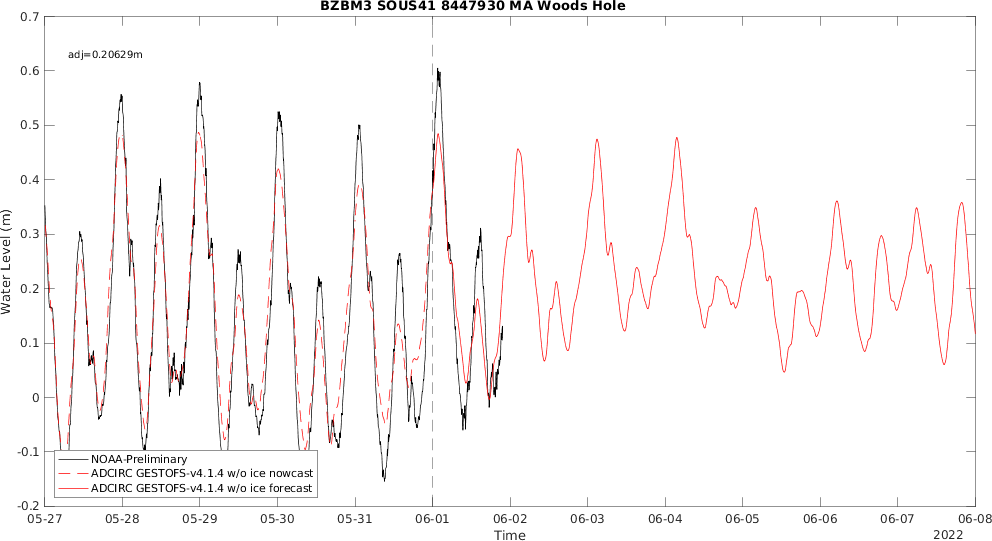 BZBM3 SOUS41 8447930 MA Woods Hole
adj=0.20629m
Water Level (m)
0.7
0.6
0.5
0.4
0.3
0.2
0.1
0
-0.1
-0.2
NOAA-Preliminary
ADCIRC GESTOFS-v4.1.4 w/o ice nowcast
ADCIRC GESTOFS-v4.1.4 w/o ice forecast
05-27 05-28 05-29 05-30 05-31 06-01 06-02 06-03 06-04 06-05 06-06 06-07 06-08
Time
2022